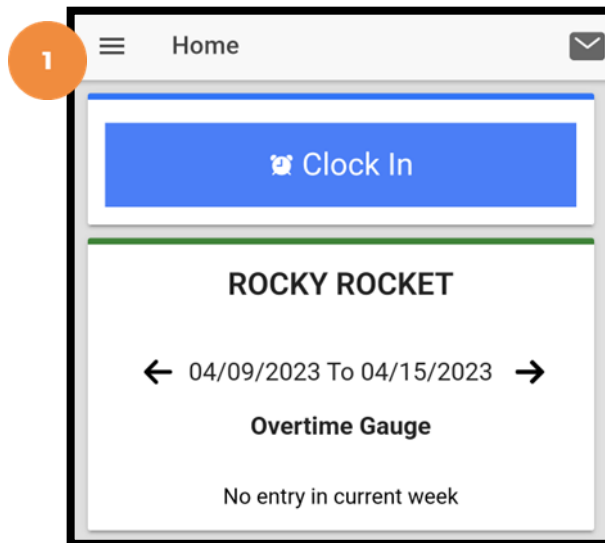 1
Home
Clock In
ROCKY ROCKET
04/09/2023 To 04/15/2023
Overtime Gauge
No entry in current week